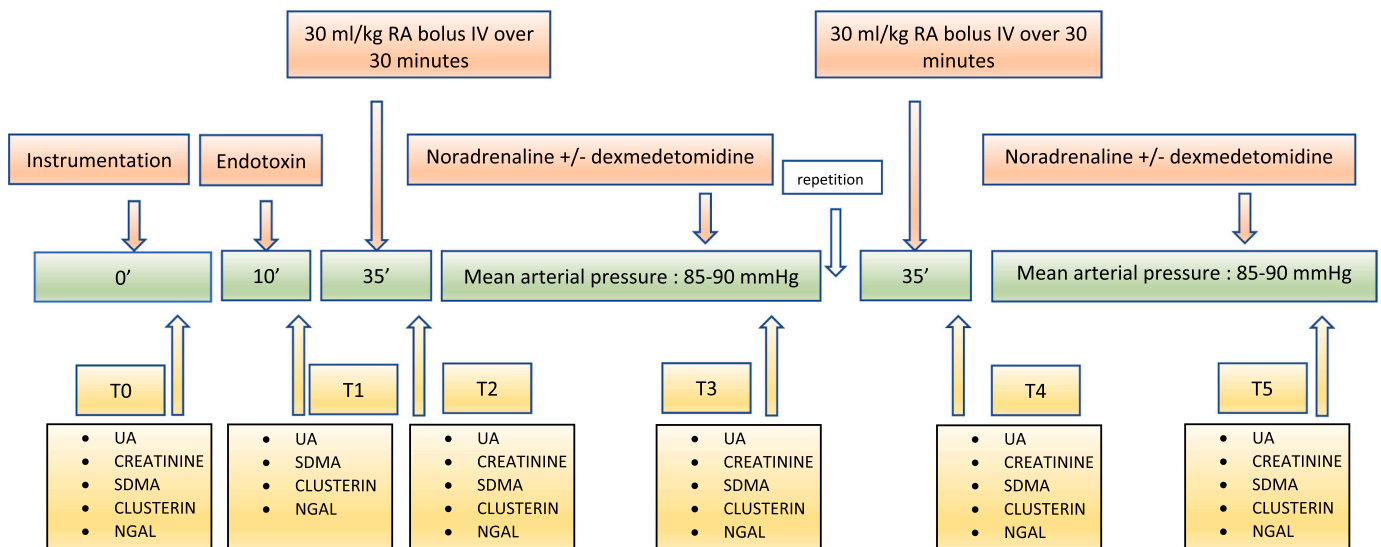 30 ml/kg RA bolus IV over
30 minutes
30 ml/kg RA bolus IV over 30
minutes
Instrumentation
Endotoxin
Noradrenaline +/- dexmedetomidine
repetition
Noradrenaline +/- dexmedetomidine
0’
10’
35’
Mean arterial pressure : 85-90 mmHg
35’
Mean arterial pressure : 85-90 mmHg
T0
T1
T2
T3
T4
T5
• UA
• CREATININE
• SDMA
• CLUSTERIN
• NGAL
• UA
• SDMA
• CLUSTERIN
• NGAL
• UA
• CREATININE
• SDMA
• CLUSTERIN
• NGAL
• UA
• CREATININE
• SDMA
• CLUSTERIN
• NGAL
• UA
• CREATININE
• SDMA
• CLUSTERIN
• NGAL
• UA
• CREATININE
• SDMA
• CLUSTERIN
• NGAL